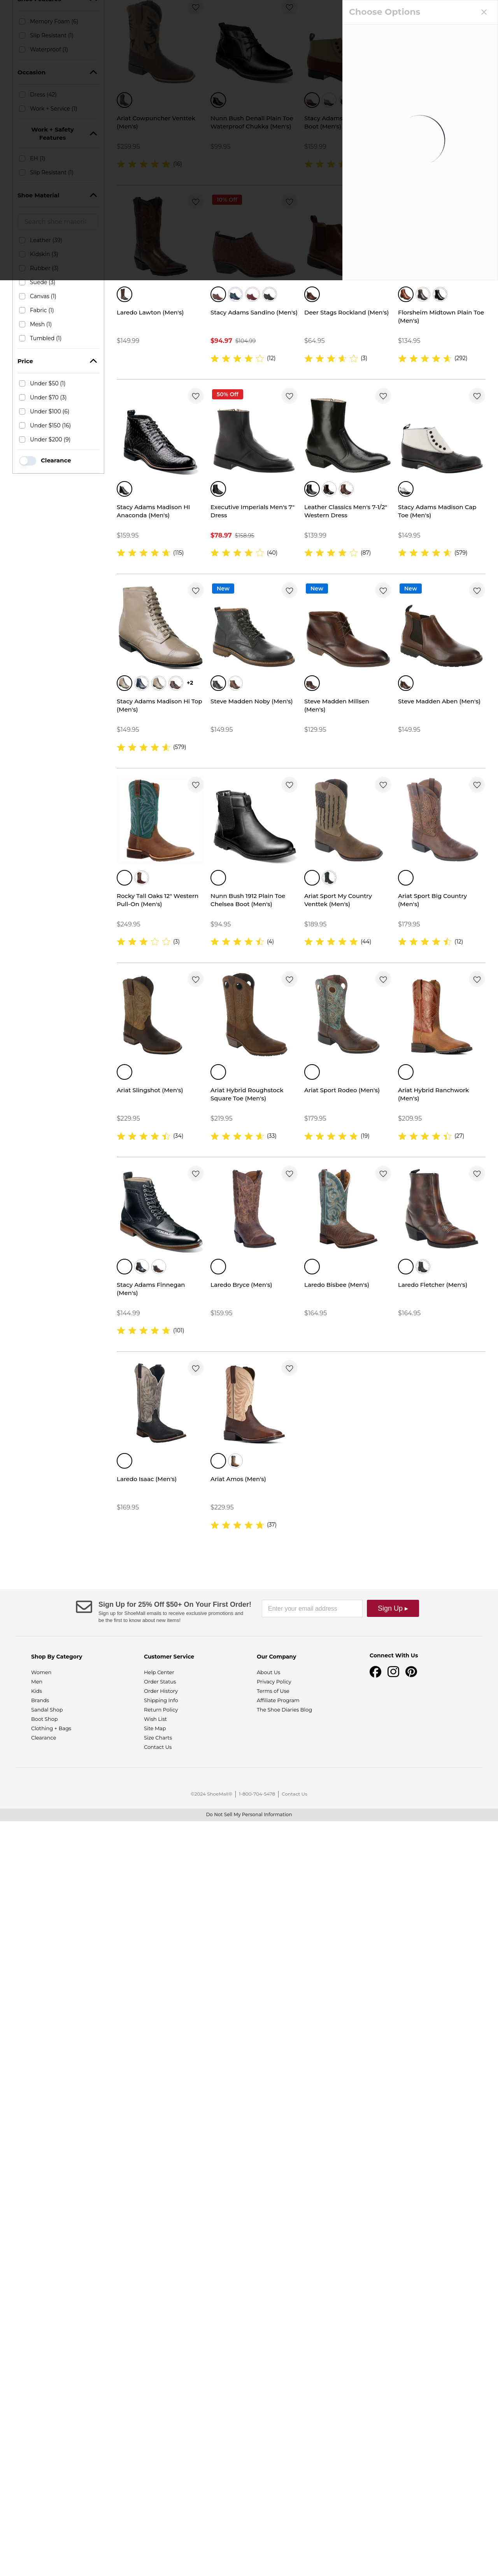 Choose Options
Memory Foam (6)
Slip Resistant (1)
Waterproof (1)
Occasion
Dress (42)
Work + Service (1)
Work + Safety
Features
EH (1)
Slip Resistant (1)
Shoe Material
Leather (39)
Rubber (3)
Suede (3)
Canvas (1)
Fabric (1)
Mesh (1)
Tumbled (1)
Price
Under $50 (1)
Under $70 (3)
Under $100 (6)
Under $150 (16)
Under $200 (9)
Clearance
Ariat Cowpuncher Venttek
(Men's)
$259.95
Nunn Bush Denali Plain Toe
Waterproof Chukka (Men's)
$99.95
Stacy Adams
Boot (Men's)
Laredo Lawton (Men's)
$149.99
10% Off
Stacy Adams Sandino (Men's)
$94.97 $104.99
(12)
Deer Stags Rockland (Men's)
$64.95
(3)
Florsheim Midtown Plain Toe
(Men's)
$134.95
(292)
Stacy Adams Madison HI
Anaconda (Men's)
$159.95
(115)
50% Off
Executive Imperials Men's 7"
Dress
$78.97 $158.95
(40)
Leather Classics Men's 7-1/2"
Western Dress
$139.99
(87)
Stacy Adams Madison Cap
Toe (Men's)
$149.95
(579)
+2
Stacy Adams Madison Hi Top
(Men's)
$149.95
(579)
New
Steve Madden Noby (Men's)
$149.95
New
Steve Madden Millsen
(Men's)
$129.95
New
Steve Madden Aben (Men's)
$149.95
Rocky Tall Oaks 12" Western
Pull-On (Men's)
$249.95
(3)
Nunn Bush 1912 Plain Toe
Chelsea Boot (Men's)
$94.95
(4)
Ariat Sport My Country
Venttek (Men's)
$189.95
(44)
Ariat Sport Big Country
(Men's)
$179.95
(12)
Ariat Slingshot (Men's)
$229.95
(34)
Ariat Hybrid Roughstock
Square Toe (Men's)
$219.95
(33)
Ariat Sport Rodeo (Men's)
$179.95
(19)
Ariat Hybrid Ranchwork
(Men's)
$209.95
(27)
Stacy Adams Finnegan
(Men's)
$144.99
(101)
Laredo Bryce (Men's)
$159.95
Laredo Bisbee (Men's)
$164.95
Laredo Fletcher (Men's)
$164.95
Laredo Isaac (Men's)
$169.95
Ariat Amos (Men's)
$229.95
(37)
Sign Up for 25% Off $50+ On Your First Order!
Sign up for ShoeMall emails to receive exclusive promotions and
be the first to know about new items!
Enter your email address
Sign Up ▸
Shop By Category
Women
Men
Kids
Brands
Sandal Shop
Boot Shop
Clothing + Bags
Clearance
Customer Service
Help Center
Order Status
Order History
Shipping Info
Return Policy
Wish List
Site Map
Size Charts
Contact Us
Our Company
About Us
Privacy Policy
Terms of Use
Affiliate Program
The Shoe Diaries Blog
Connect With Us
©2024 ShoeMall® | 1-800-704-5478 | Contact Us
Do Not Sell My Personal Information